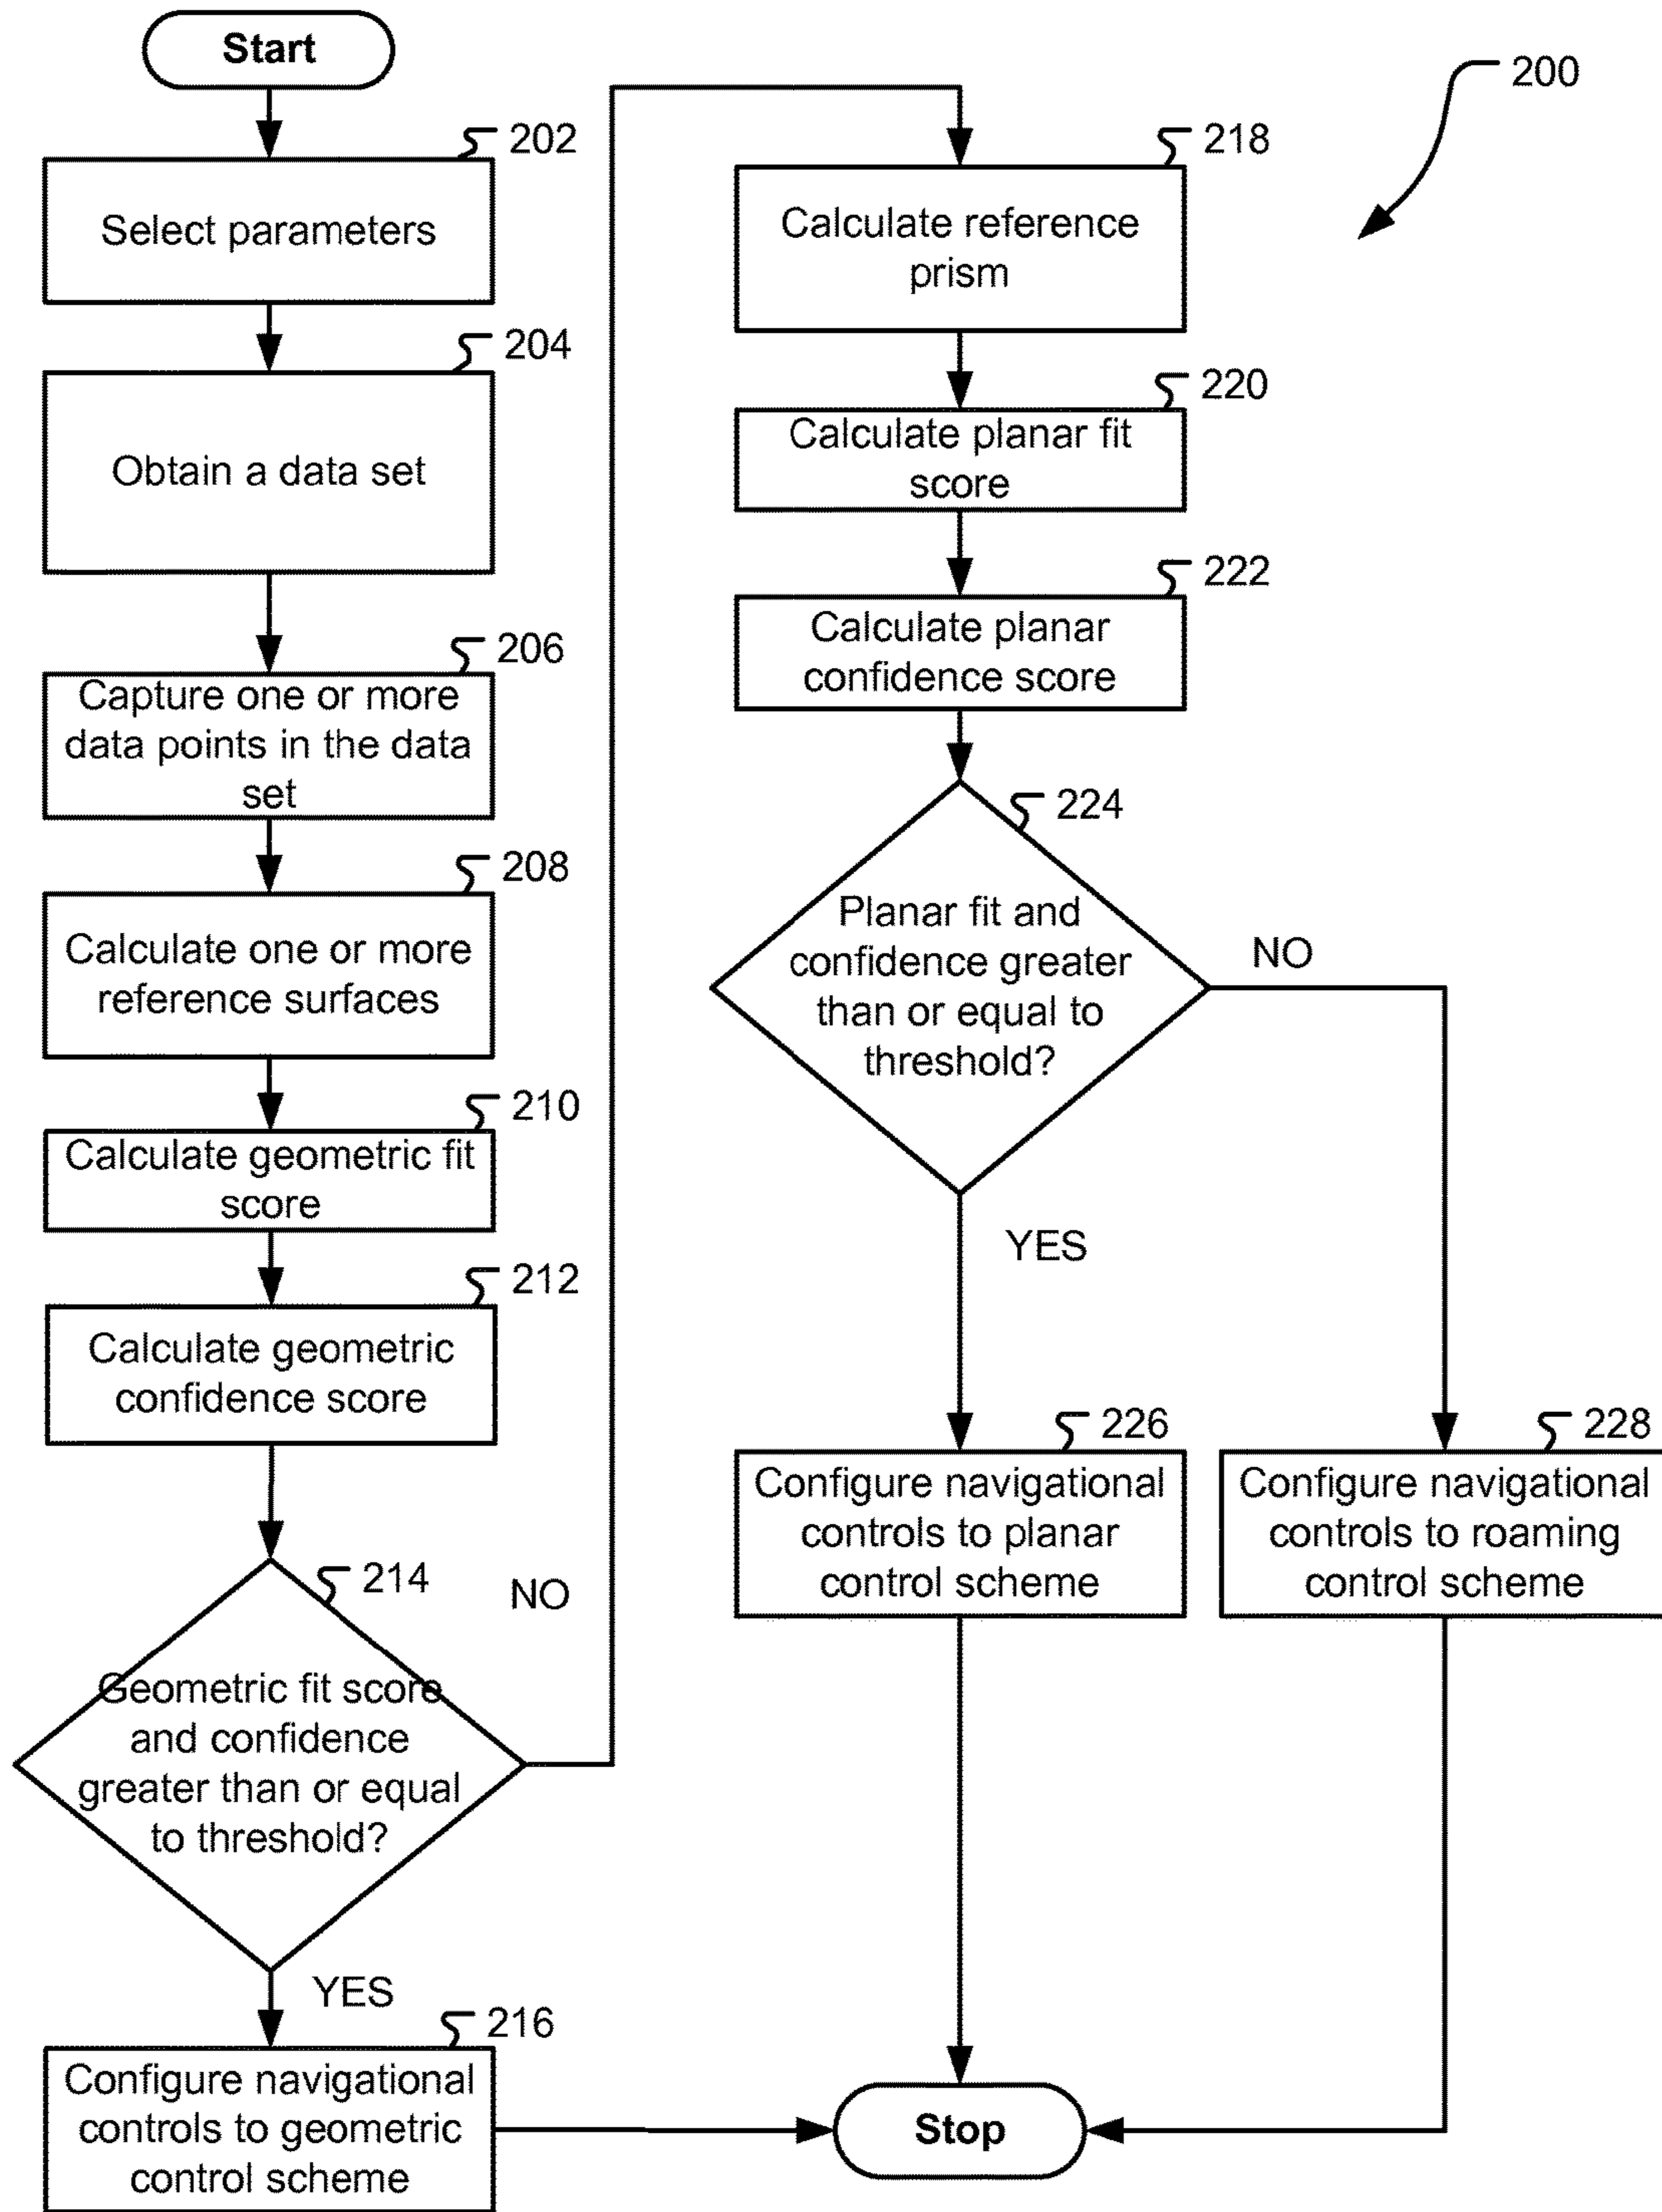 Start
200
202
Select parameters
204
Obtain a data set
206
Capture one or more
data points in the data
set
208
Calculate one or more
reference surfaces
210
Calculate geometric fit
score
212
Calculate geometric
confidence score
214
NO
Geometric fit score
and confidence
greater than or equal
to threshold?
YES
216
Configure navigational
controls to geometric
control scheme
218
Calculate reference
prism
220
Calculate planar fit
score
222
Calculate planar
confidence score
224
Planar fit and
confidence greater
than or equal to
threshold?
NO
YES
226
Configure navigational
controls to planar
control scheme
228
Configure navigational
controls to roaming
control scheme
Stop